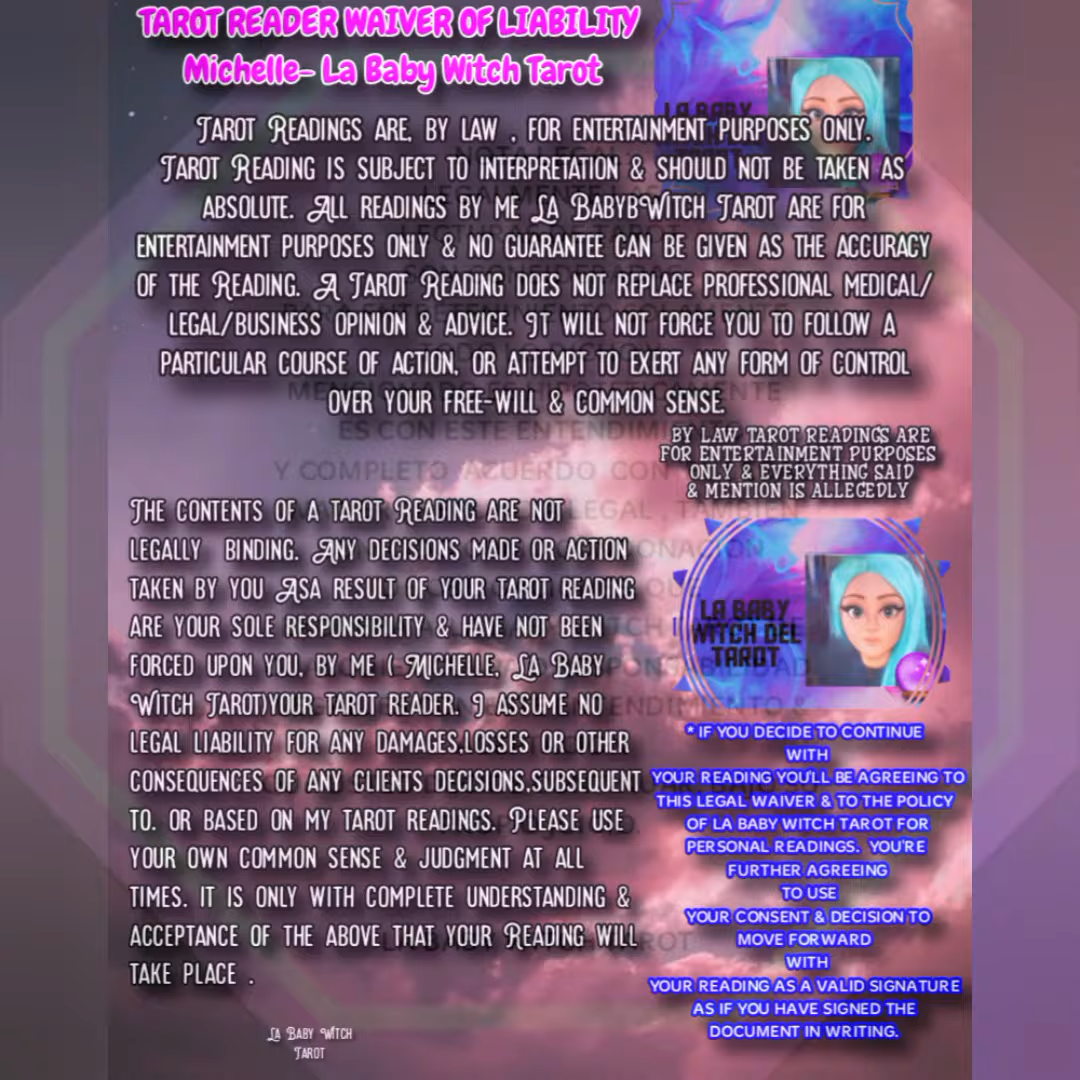 TAROT READER WAIVER OF LIABILITY
Michelle- La Baby Witch Tarot
LA BABY
Tarot Readings are, by law , for entertainment purposes only.
Tarot Reading is subject to interpretation & should not be taken as
absolute. All readings by me La BabybWitch Tarot are for
entertainment purposes only & no guarantee can be given as the accuracy
of the Reading. A Tarot Reading does not replace professional medical/
legal/business opinion & advice. It will not force you to follow a
particular course of action, or attempt to exert any form of control
over your free-will & common sense.
MENCIONADO ES HIPOTETICAMENTE
ES CON ESTE
Y COMPLETO ACUERDO CON
BY LAW TAROT READINGS ARE
FOR ENTERTAINMENT PURPOSES
ONLY & EVERYTHING SAID
& MENTION IS ALLEGEDLY
The contents of a tarot Reading are not
legally binding. Any decisions made or action
taken by you Asa result of your tarot reading
are your sole responsibility & have not been
forced upon you, by me ( Michelle, La Baby
Witch Tarot)your tarot reader. I assume no
legal liability for any damages,losses or other
consequences of any clients decisions,subsequent
to, or based on my tarot readings. Please use
your own common sense & judgment at all
times. it is only with complete understanding &
acceptance of the above that your Reading will
take place .
La Baby Witch
Tarot
LA BABY
WITCH DEL
TAROT
* IF YOU DECIDE TO CONTINUE
WITH
YOUR READING YOU'LL BE AGREEING TO
THIS LEGAL WAIVER & TO THE POLICY
OF LA BABY WITCH TAROT FOR
PERSONAL READINGS. YOU'RE
FURTHER AGREEING
TO USE
YOUR CONSENT & DECISION TO
MOVE FORWARD
WITH
YOUR READING AS A VALID SIGNATURE
AS IF YOU HAVE SIGNED THE
DOCUMENT IN WRITING.